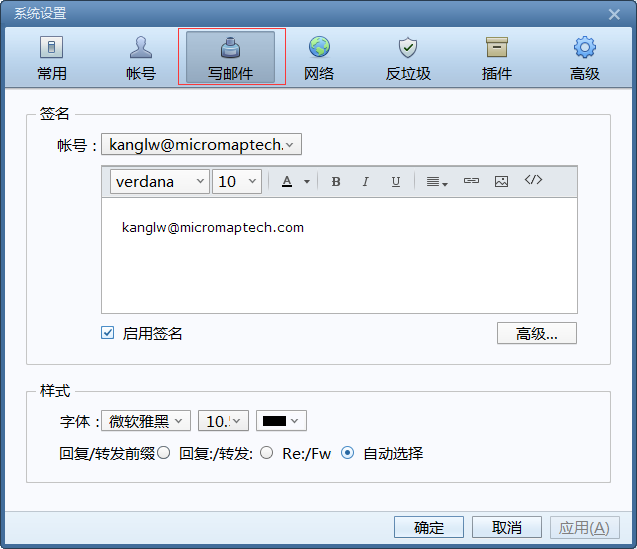 系统设置
常用 帐号 写邮件 网络 反垃圾 插件 高级
签名
帐号： kanglw@micromaptech.
verdana 10 A B I U </>
kanglw@micromaptech.com
启用签名 高级...
样式
字体： 微软雅黑 10.
回复/转发前缀 回复:/转发: Re:/Fw 自动选择
确定 取消 应用(A)